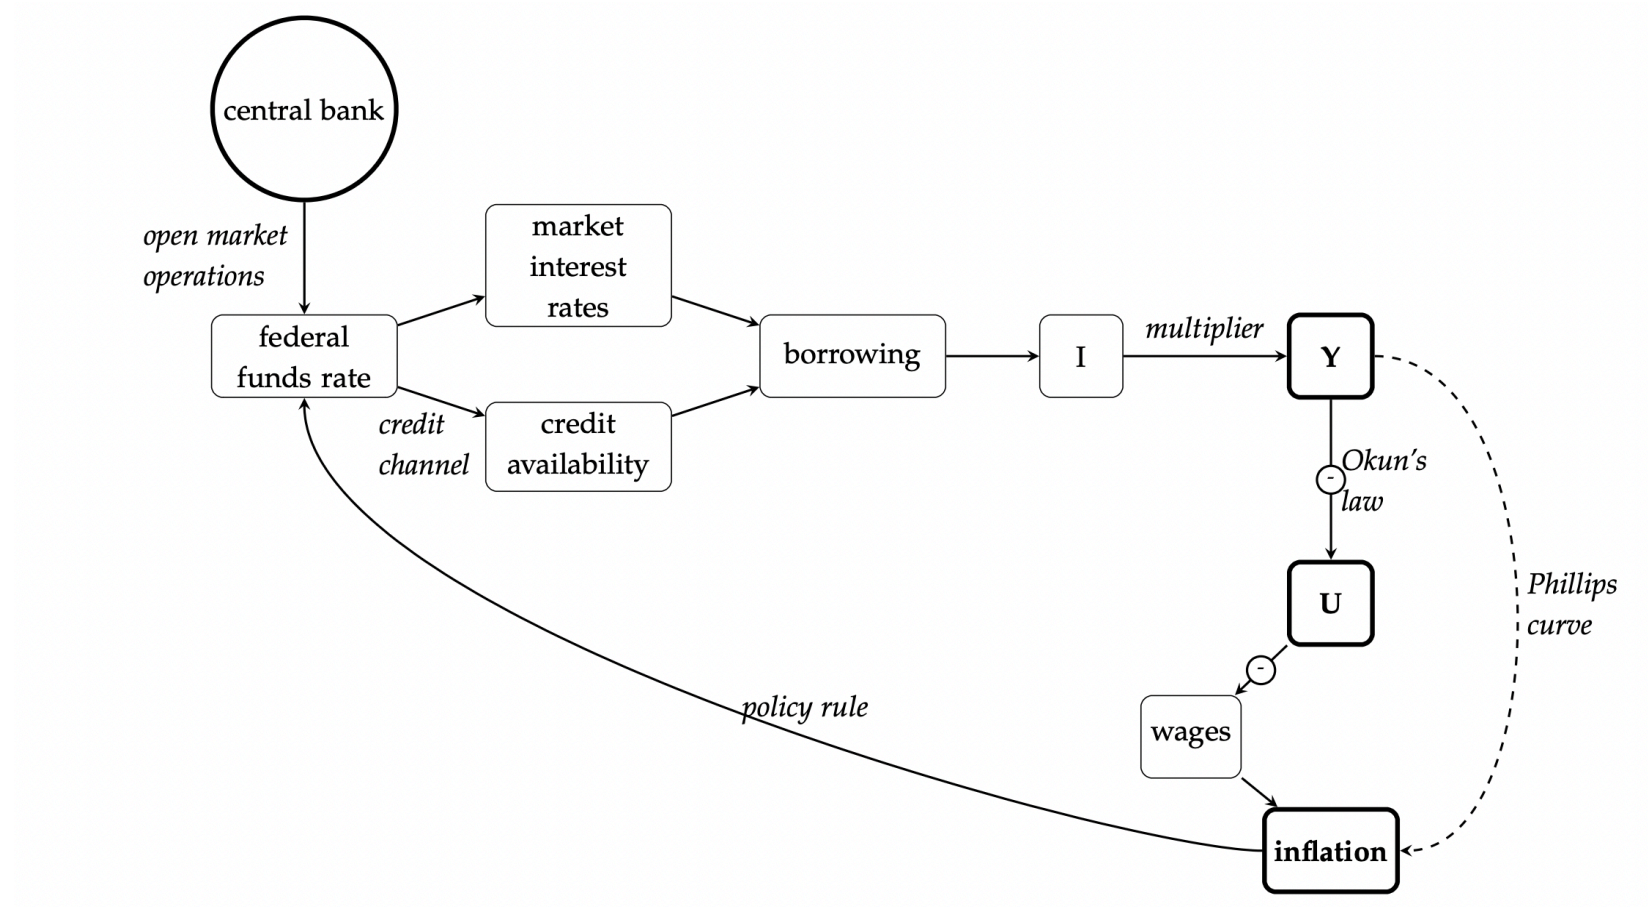 central bank
open market
operations
market
interest
rates
federal
funds rate
credit
channel
credit
availability
borrowing
I
multiplier
Y
Okun's
-
law
U
Phillips
curve
-
wages
policy rule
inflation